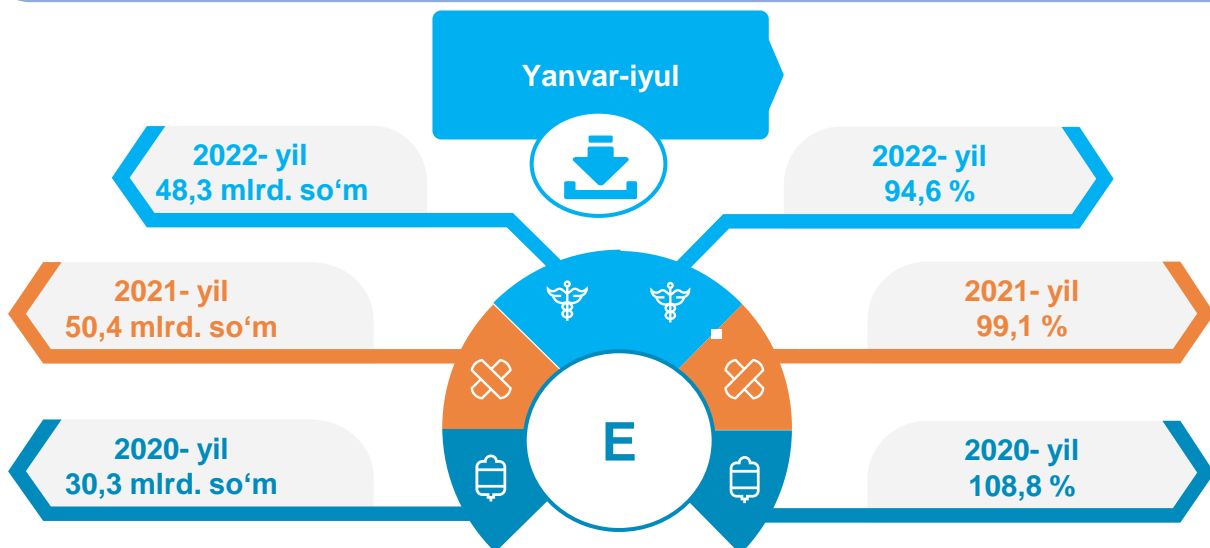 Yanvar-iyul
2022- yil
48,3 mlrd. so‘m
2022- yil
94,6 %
2021- yil
50,4 mlrd. so‘m
2021- yil
99,1 %
2020- yil
30,3 mlrd. so‘m
2020- yil
108,8 %
E